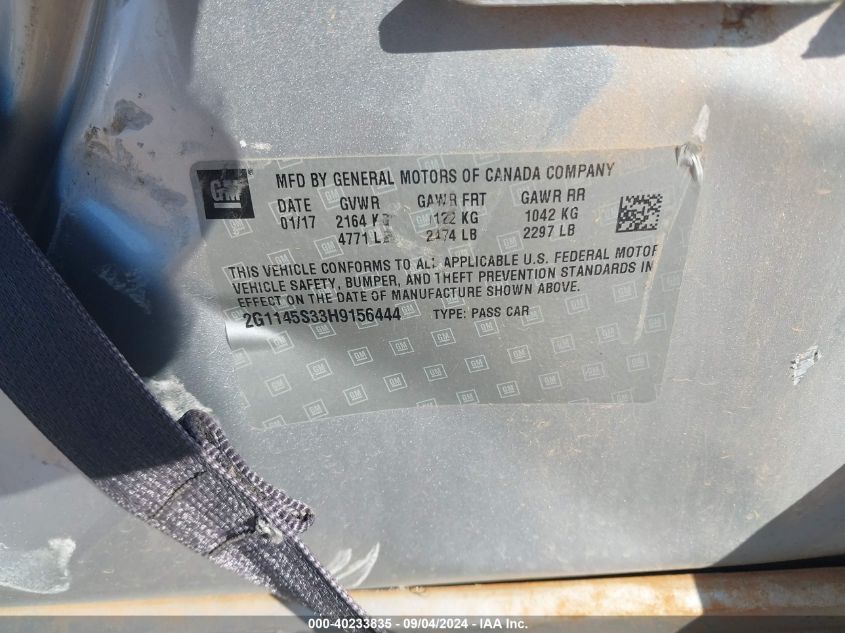 GM ® MFD BY GENERAL MOTORS OF CANADA COMPANY
DATE GVWR GAWR FRT GAWR RR
01/17 2164 KG 1122 KG 1042 KG
4771 LB 2474 LB 2297 LB
THIS VEHICLE CONFORMS TO ALL APPLICABLE U.S. FEDERAL MOTOR
VEHICLE SAFETY, BUMPER, AND THEFT PREVENTION STANDARDS IN
EFFECT ON THE DATE OF MANUFACTURE SHOWN ABOVE.
2G1145S33H9156444 TYPE: PASS CAR
000-40233835 - 09/04/2024 - IAA Inc.